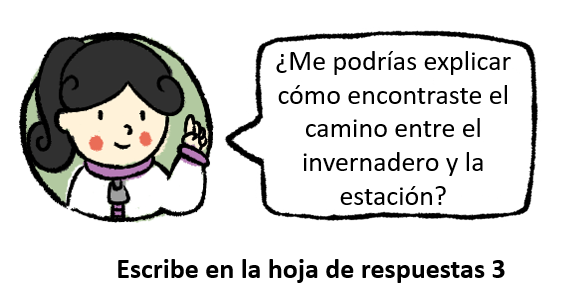 ¿Me podrías explicar
cómo encontraste el
camino entre el
invernadero y la
estación?
Escribe en la hoja de respuestas 3